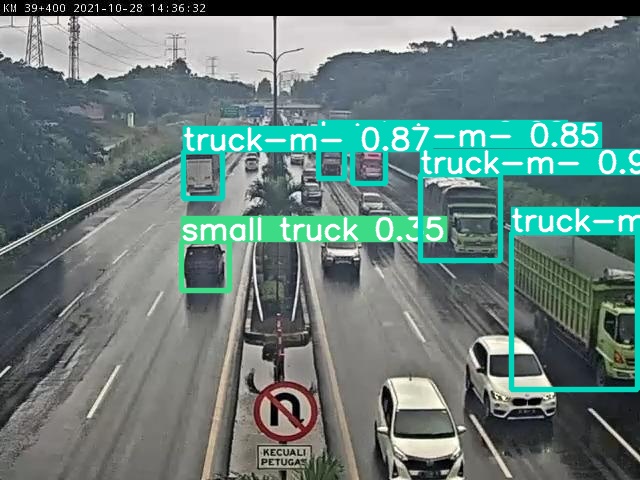 KM 39+400 2021-10-28 14:36:32
truck-m- 0.87-m- 0.85
truck-m- 0.9
truck-m
small truck 0.35
KECUALI
PETUGAS